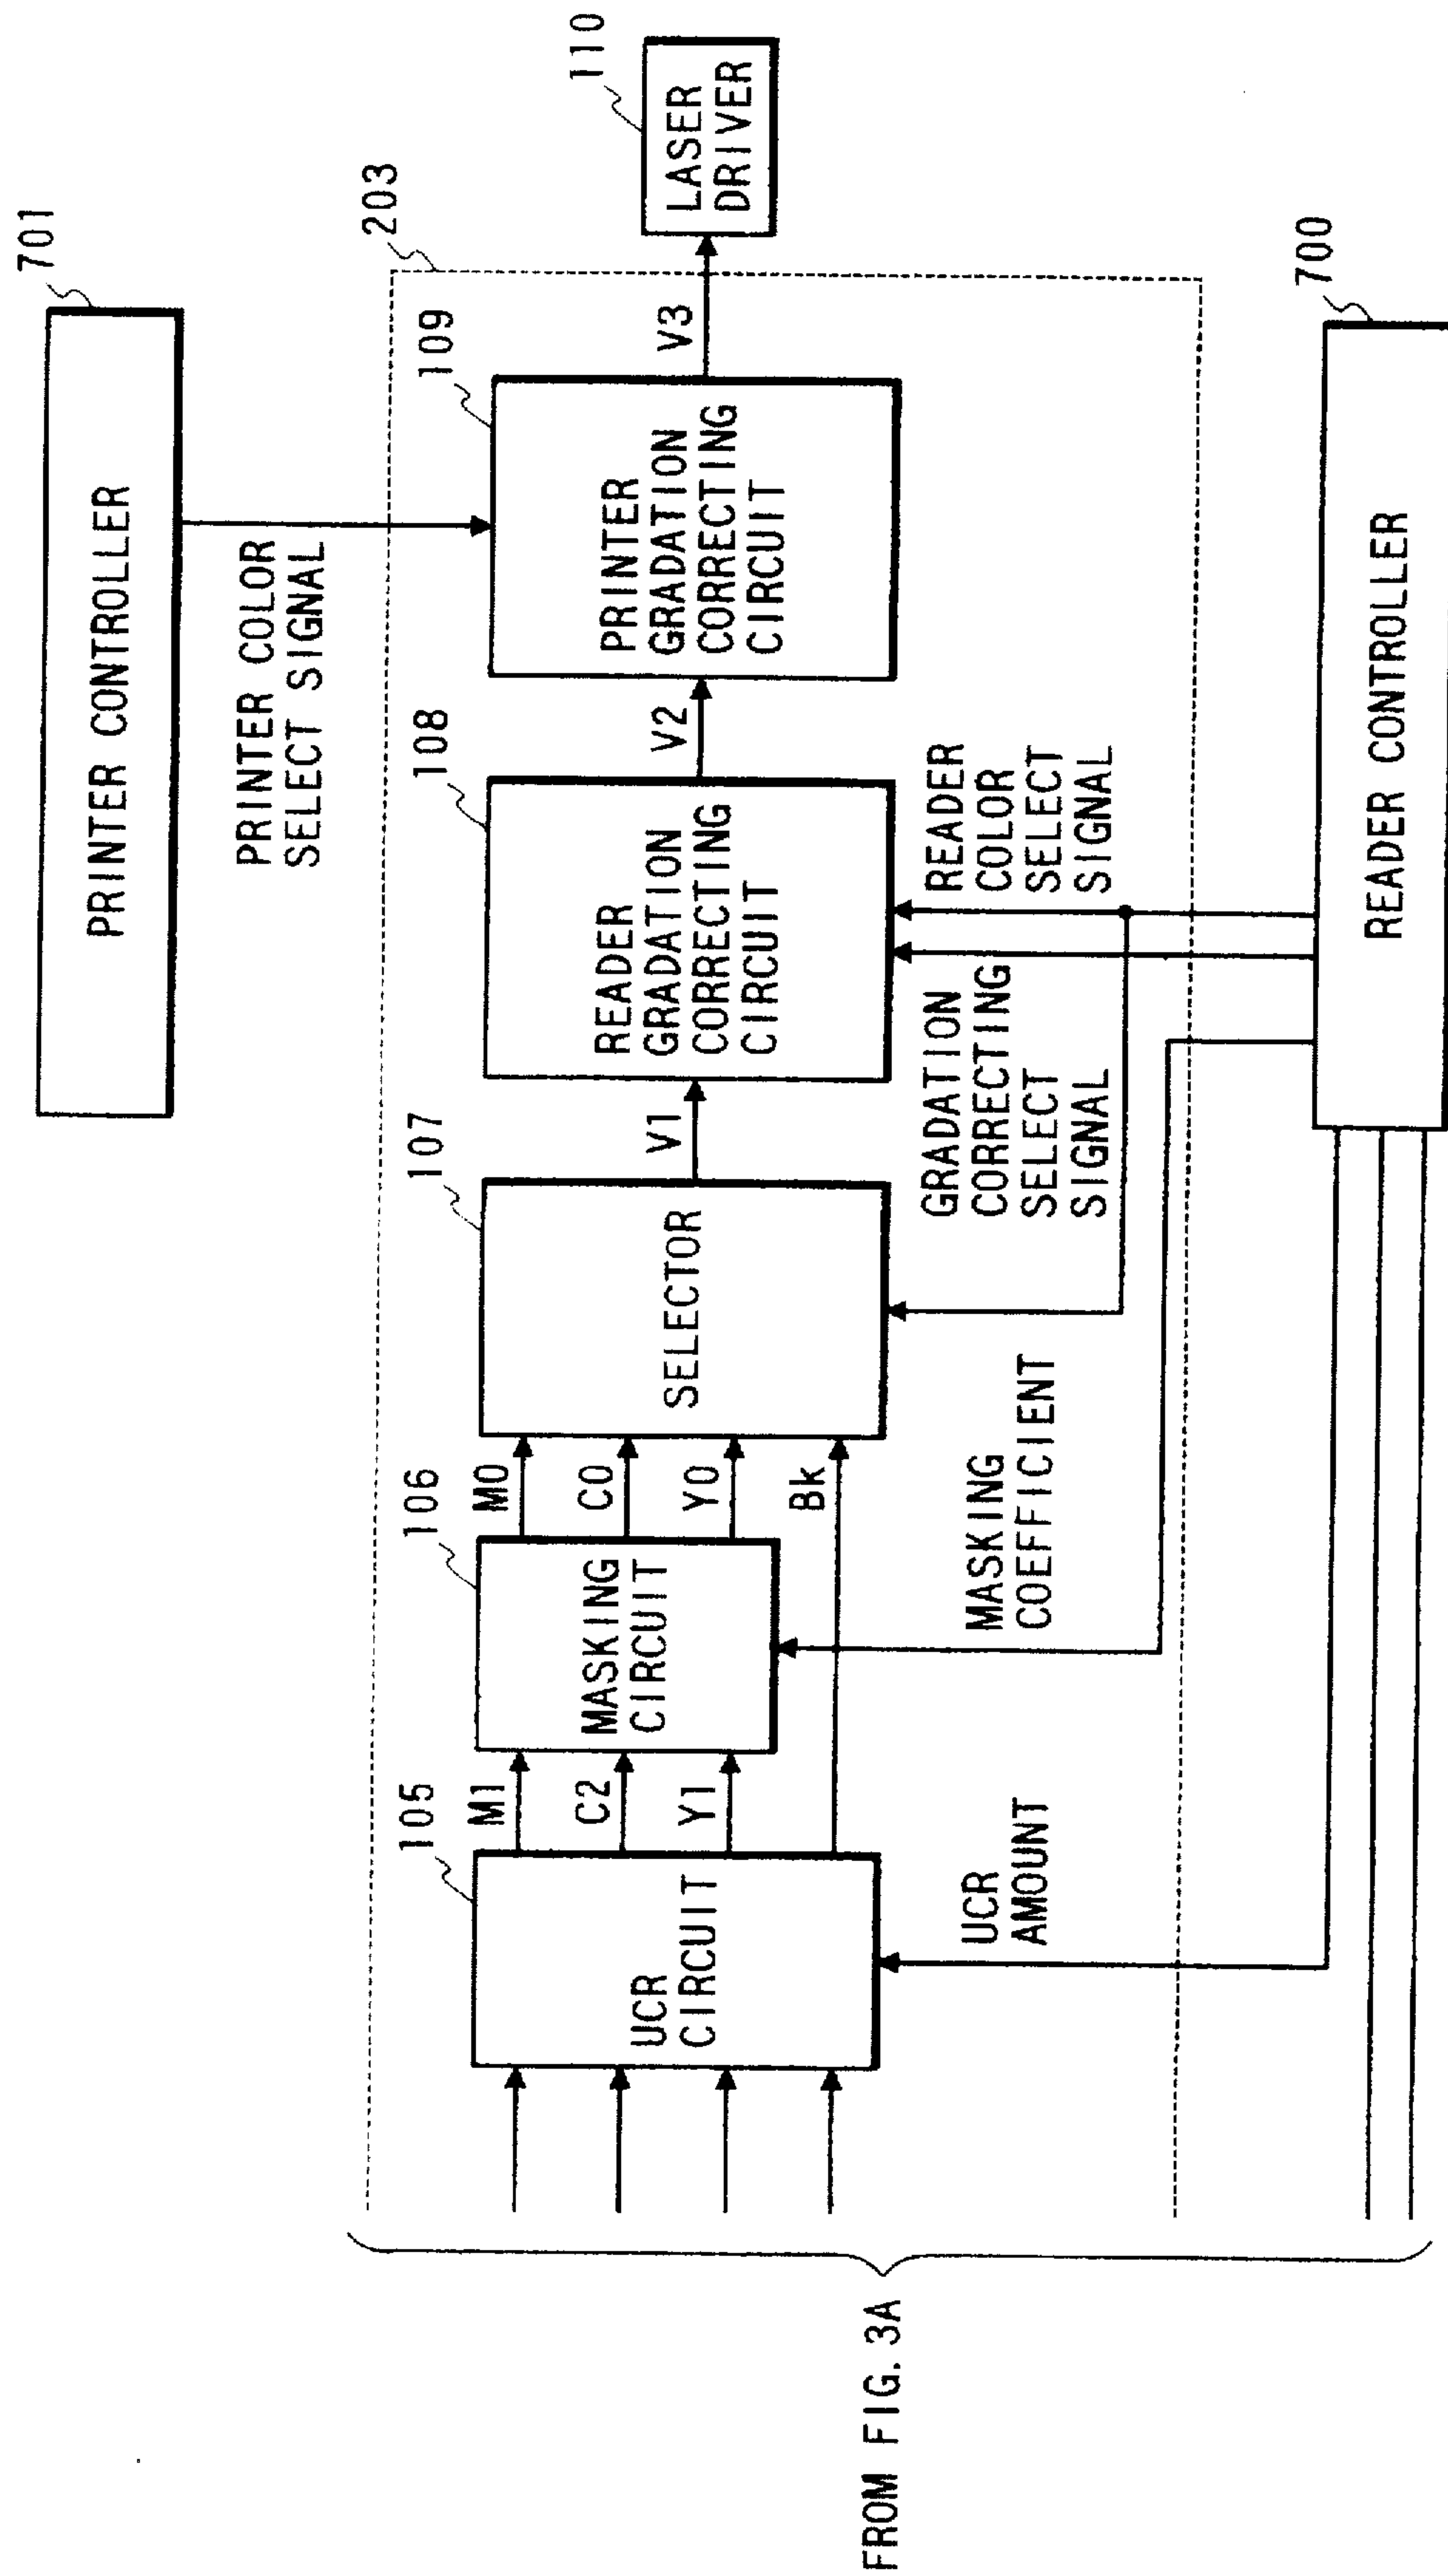 701
PRINTER CONTROLLER
PRINTER COLOR
SELECT SIGNAL
203
105
UCR
CIRCUIT
M1
C2
Y1
106
MASKING
CIRCUIT
M0
C0
Y0
Bk
107
SELECTOR
V1
108
READER
GRADATION
CORRECTING
CIRCUIT
V2
109
PRINTER
GRADATION
CORRECTING
CIRCUIT
V3
110
LASER
DRIVER
UCR
AMOUNT
MASKING
COEFFICIENT
GRADATION
CORRECTING
SELECT
SIGNAL
READER
COLOR
SELECT
SIGNAL
700
READER CONTROLLER
FROM FIG. 3A